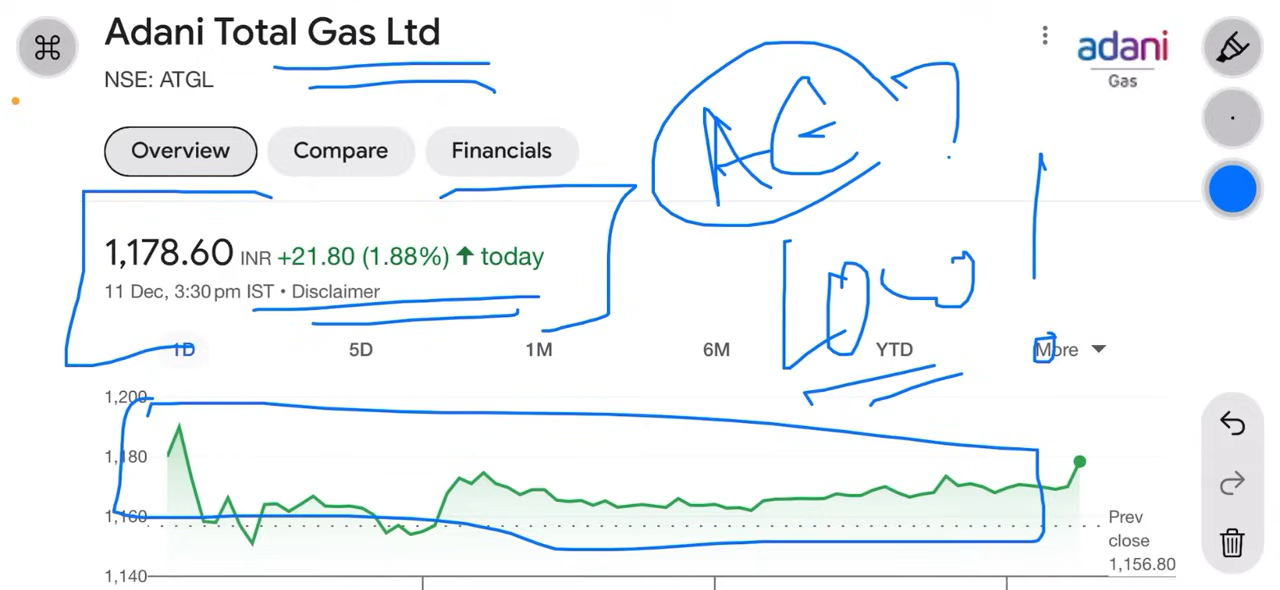 Adani Total Gas Ltd
NSE: ATGL
adani
Gas
Overview Compare Financials
1,178.60 INR +21.80 (1.88%) ↑ today
11 Dec, 3:30 pm IST • Disclaimer
Low
1D 5D 1M 6M YTD More
1,200
1,180
1,160
1,140
Prev
close
1,156.80